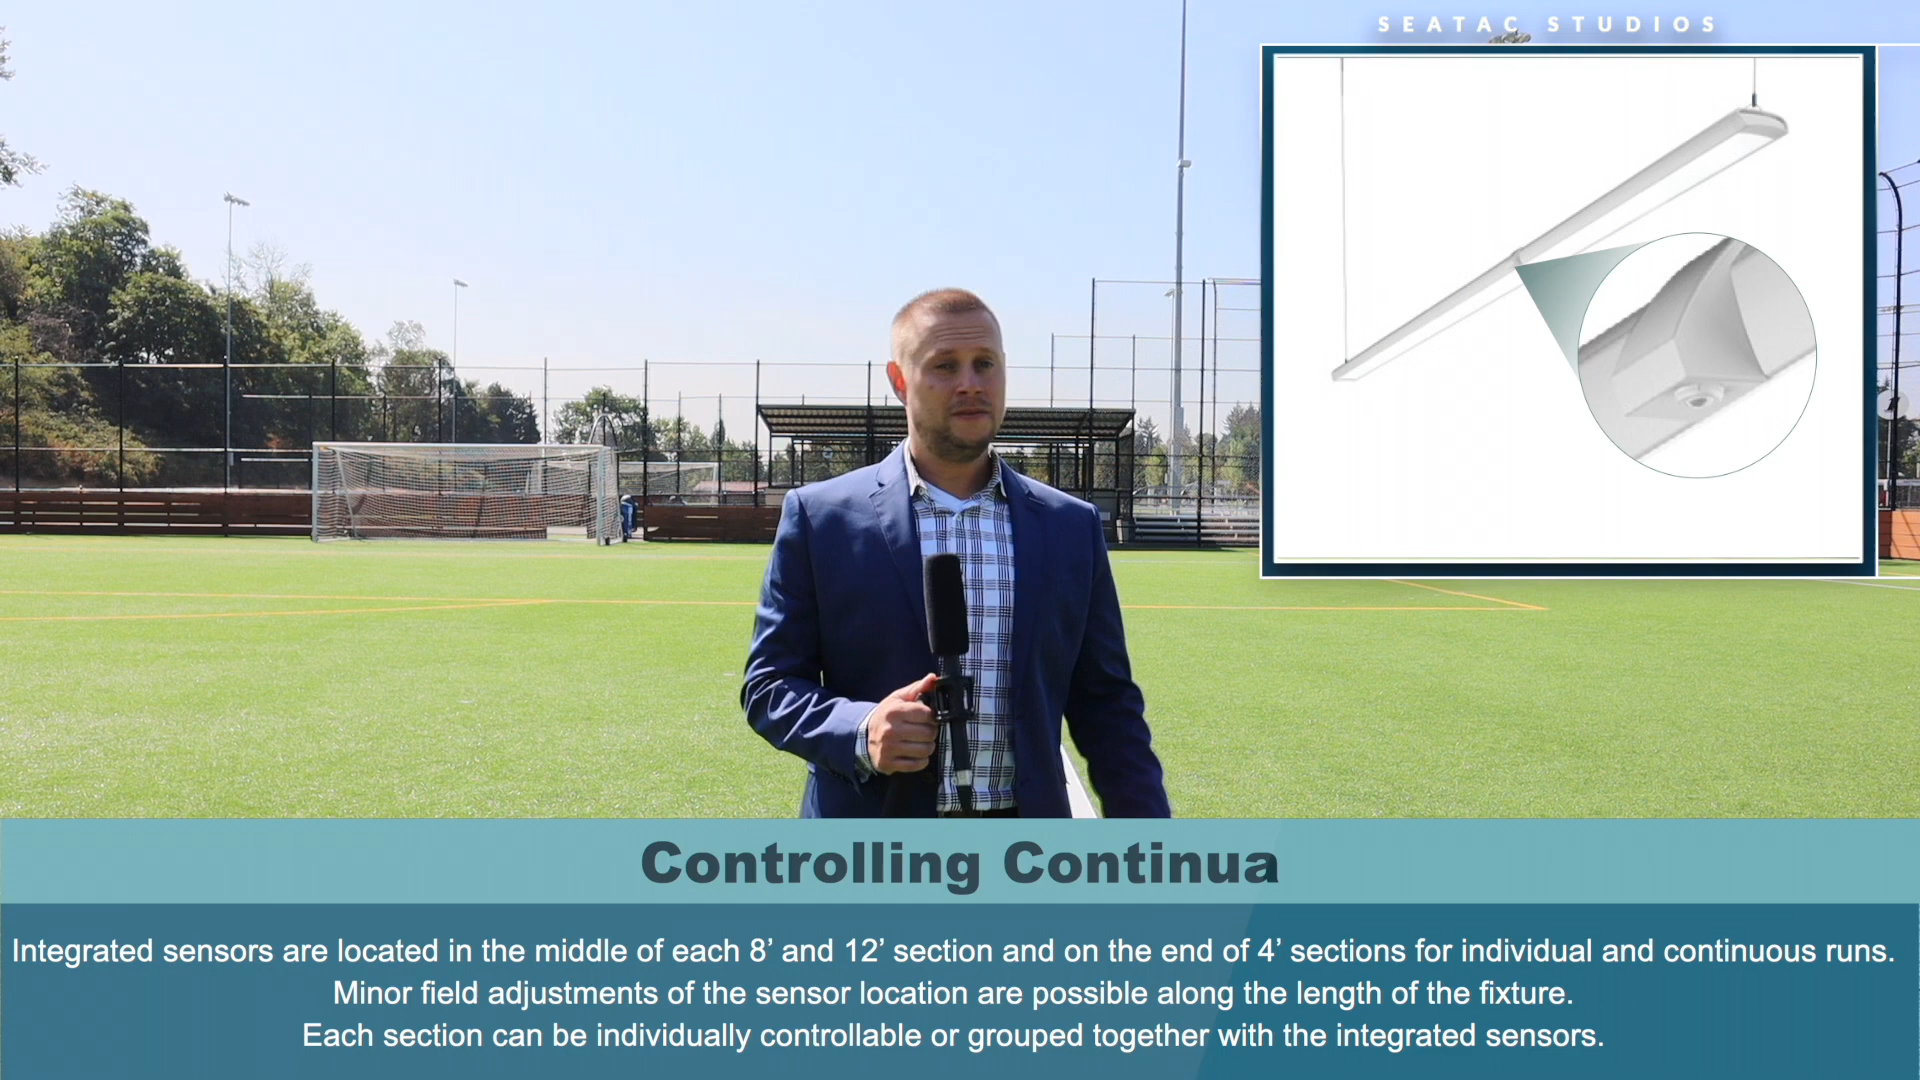 SEATAC STUDIOS
Controlling Continua
Integrated sensors are located in the middle of each 8’ and 12’ section and on the end of 4’ sections for individual and continuous runs.
Minor field adjustments of the sensor location are possible along the length of the fixture.
Each section can be individually controllable or grouped together with the integrated sensors.